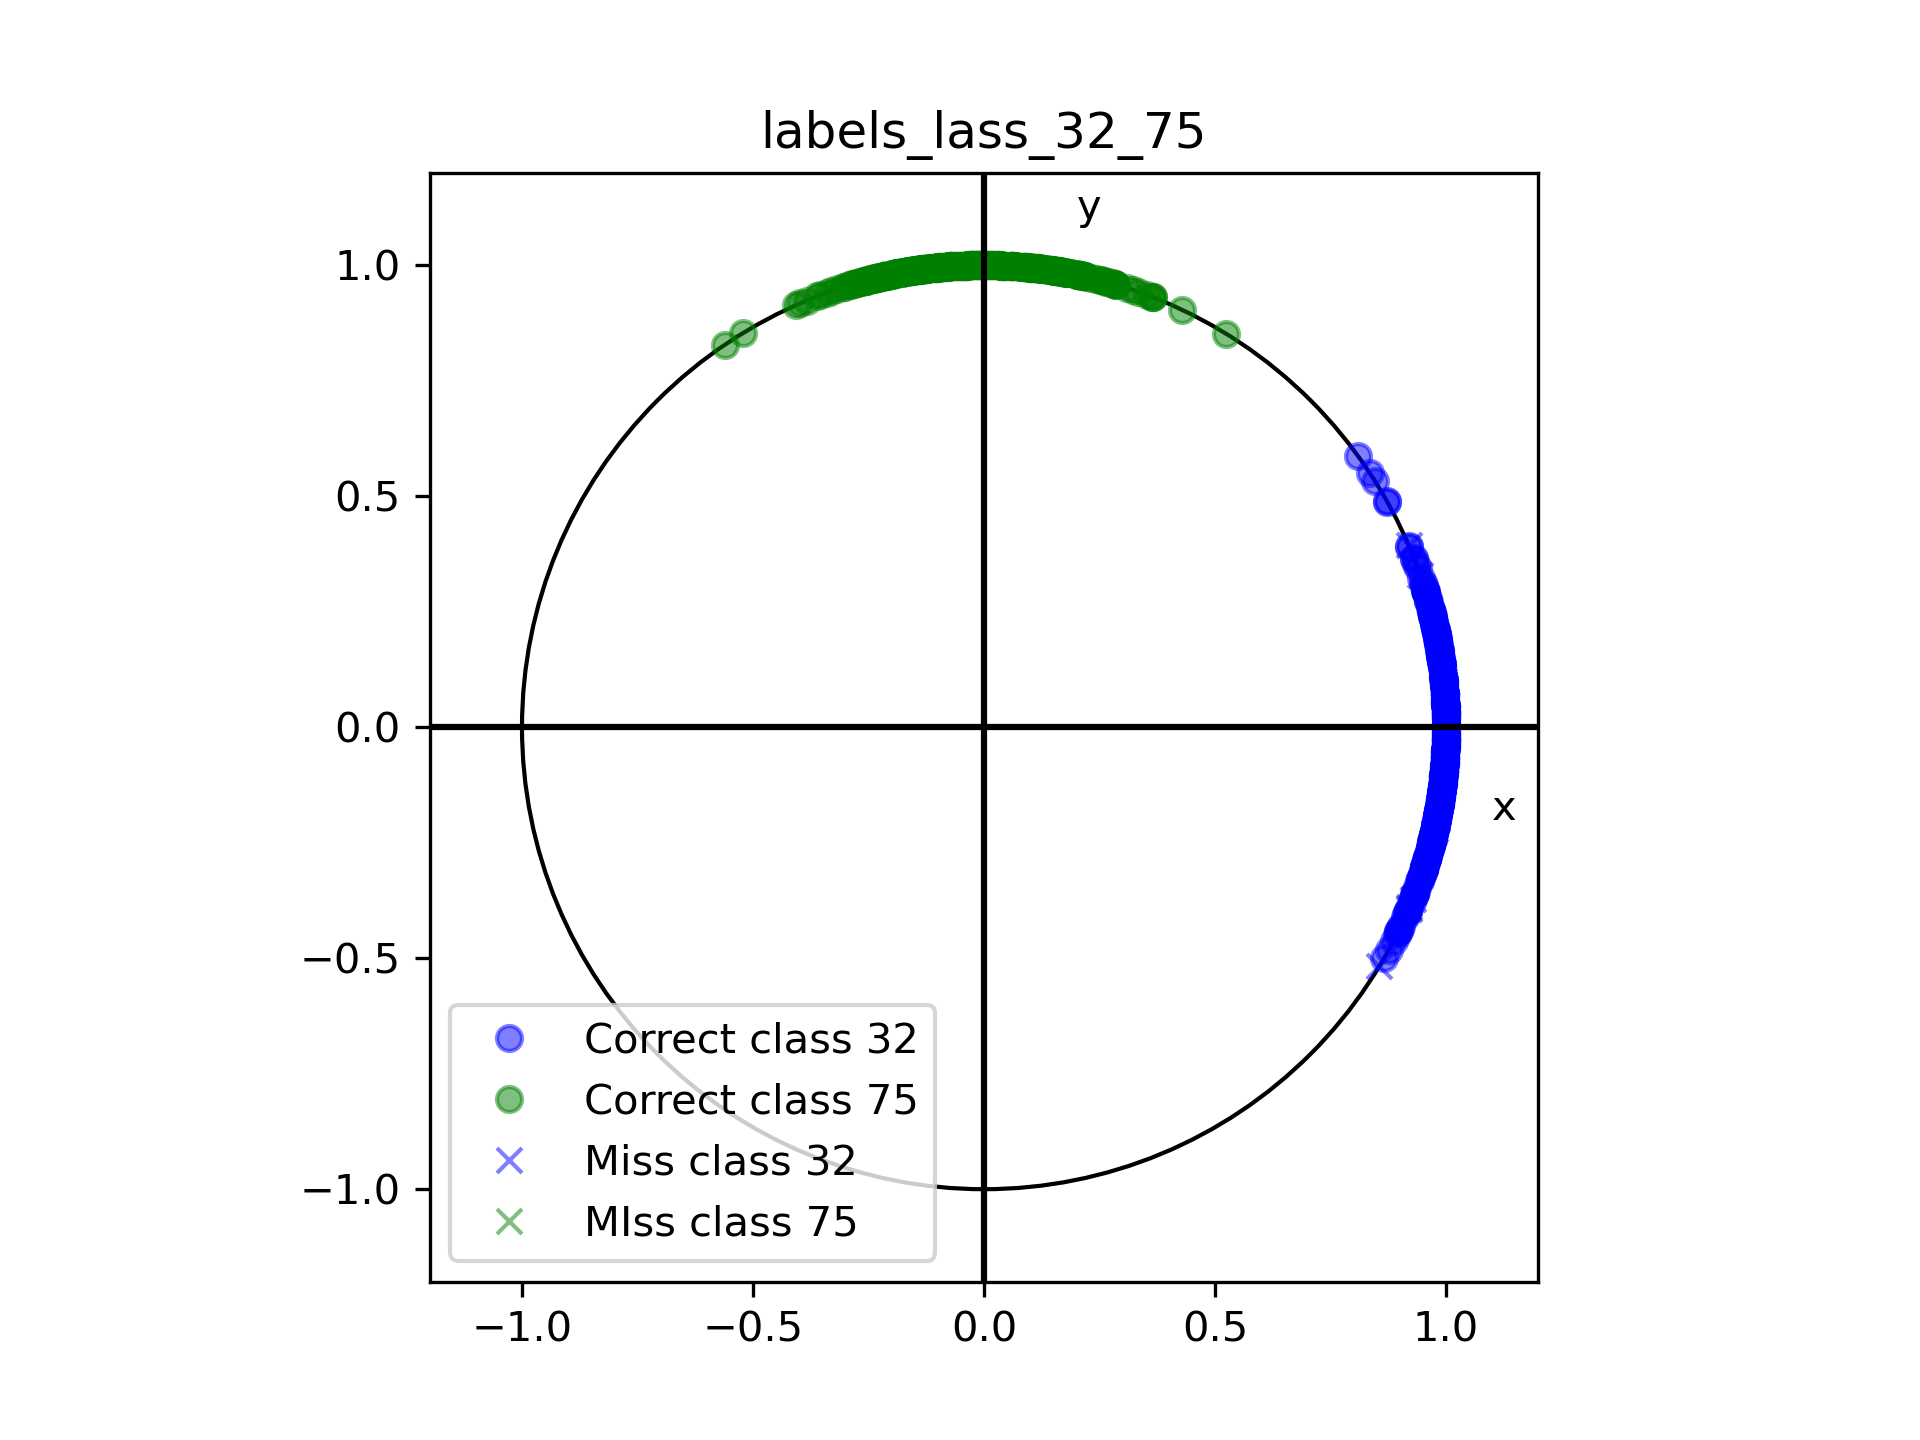 labels_lass_32_75
y
1.0
0.5
0.0
−0.5
−1.0
x
Correct class 32
Correct class 75
Miss class 32
MIss class 75
−1.0 −0.5 0.0 0.5 1.0